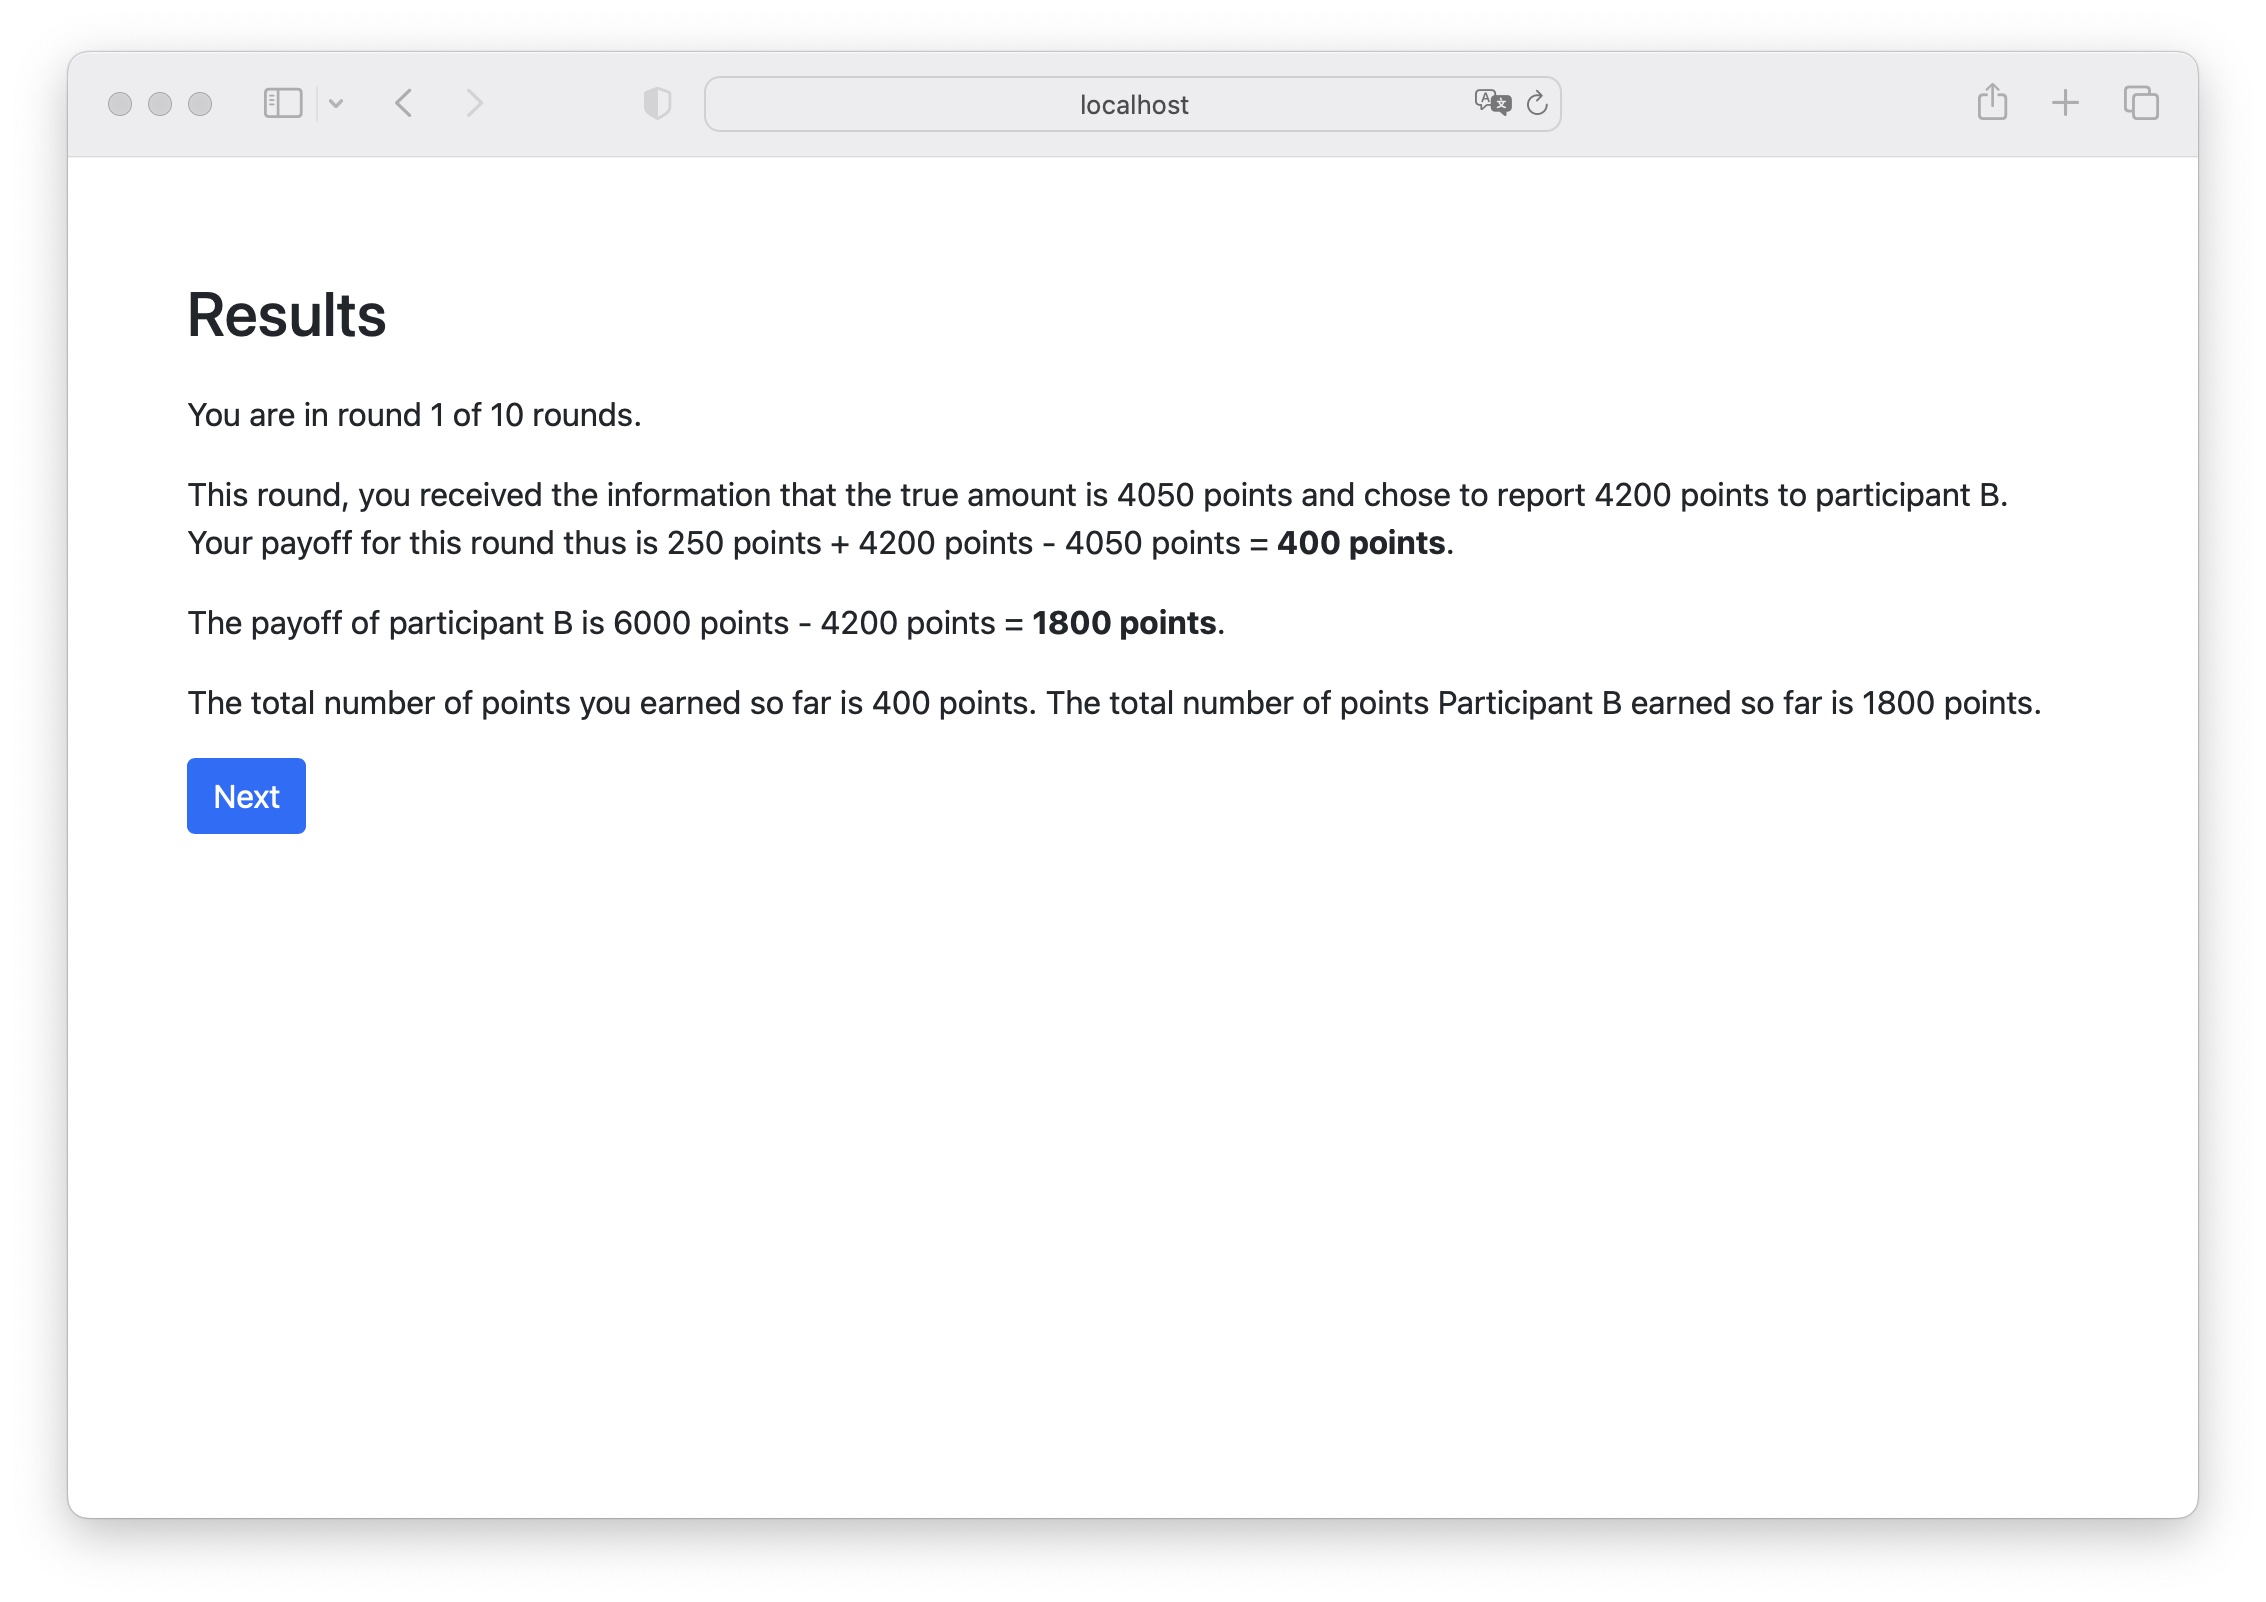 localhost
Results
You are in round 1 of 10 rounds.
This round, you received the information that the true amount is 4050 points and chose to report 4200 points to participant B.
Your payoff for this round thus is 250 points + 4200 points - 4050 points = 400 points.
The payoff of participant B is 6000 points - 4200 points = 1800 points.
The total number of points you earned so far is 400 points. The total number of points Participant B earned so far is 1800 points.
Next